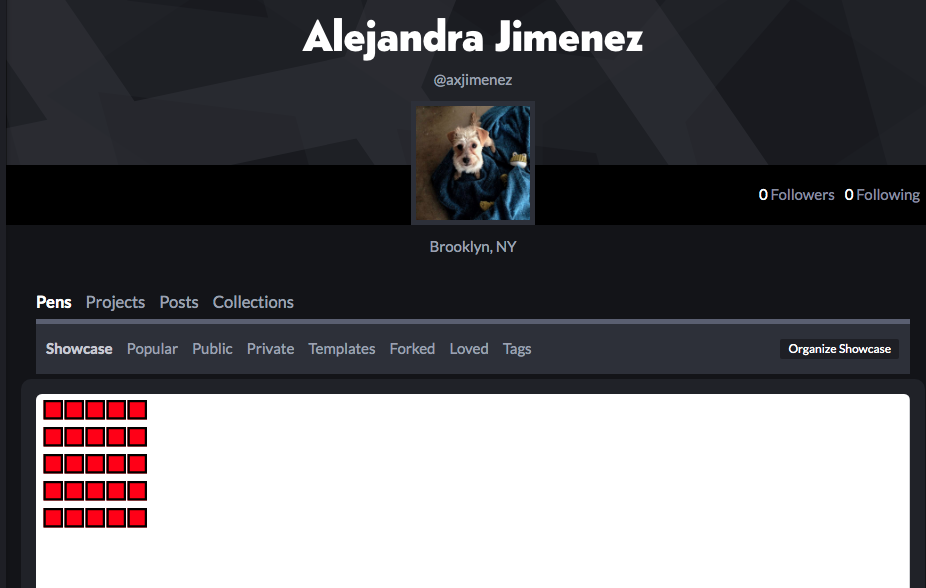 Alejandra Jimenez
@axjimenez
0 Followers 0 Following
Brooklyn, NY
Pens Projects Posts Collections
Showcase Popular Public Private Templates Forked Loved Tags Organize Showcase